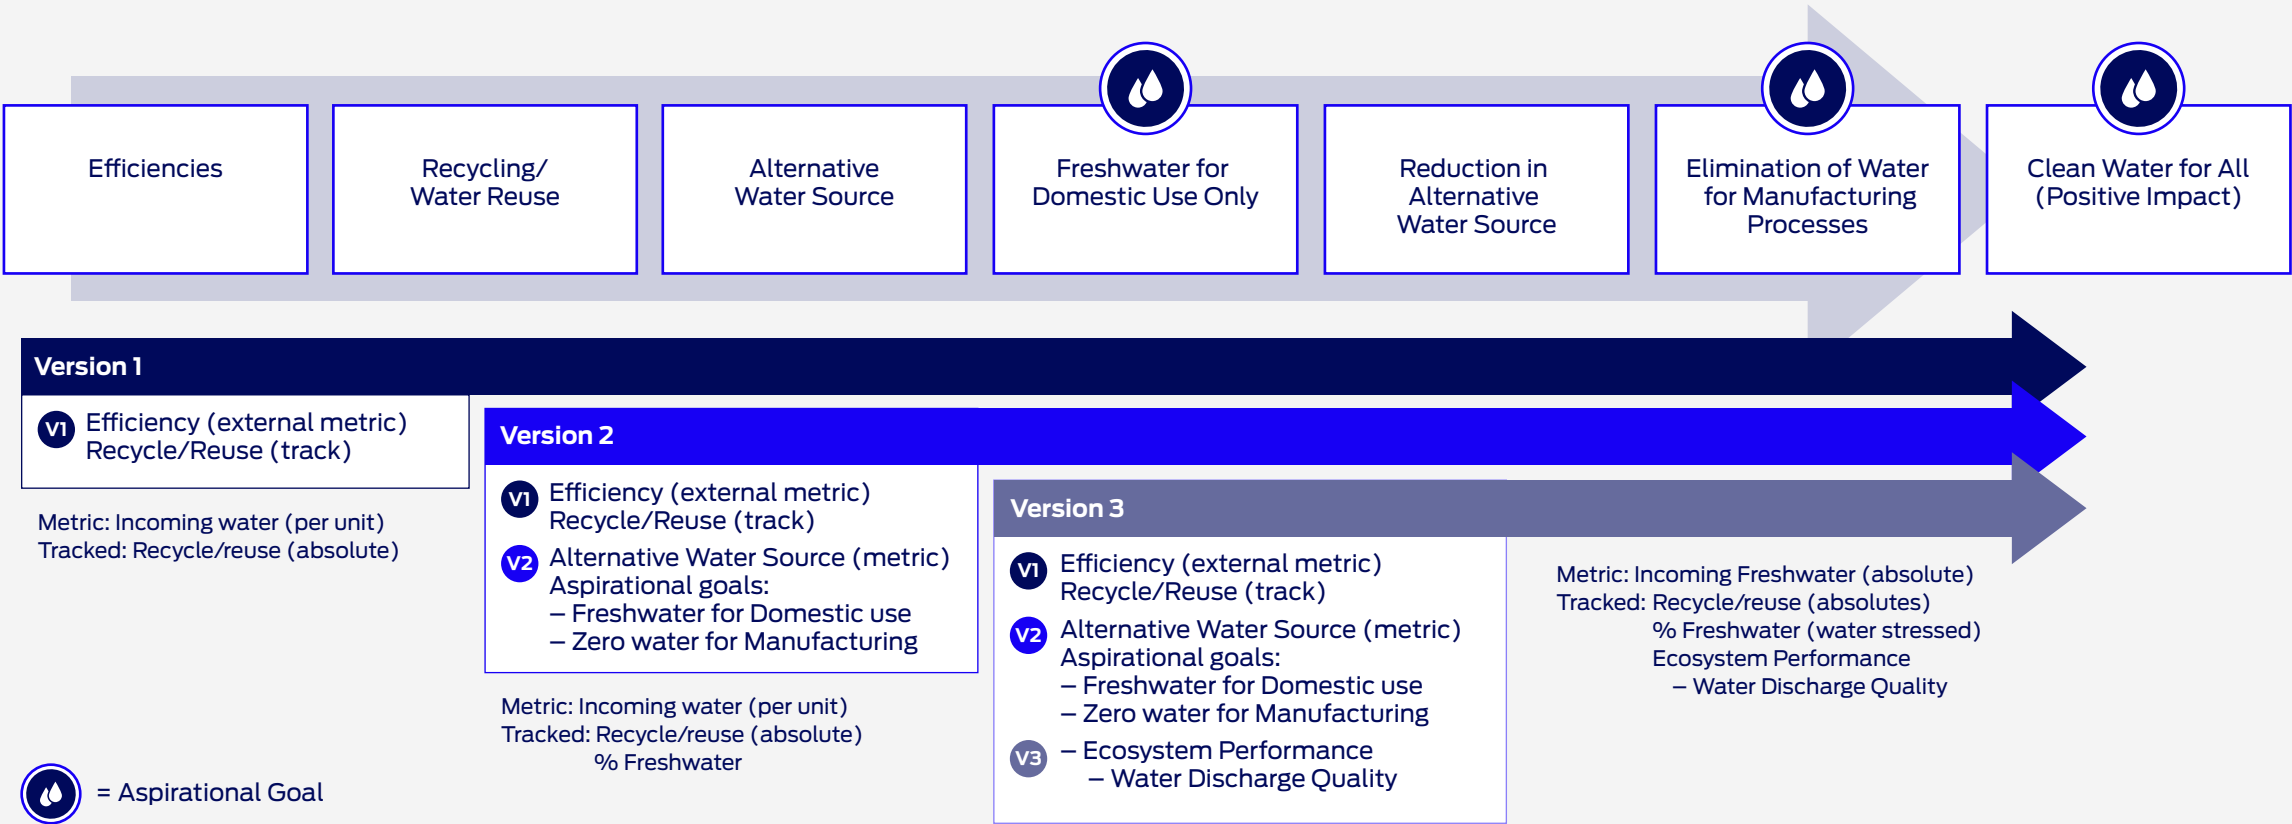 Efficiencies
Recycling/
Water Reuse
Alternative
Water Source
Freshwater for
Domestic Use Only
Reduction in
Alternative
Water Source
Elimination of Water
for Manufacturing
Processes
Clean Water for All
(Positive Impact)
Version 1
V1 Efficiency (external metric)
Recycle/Reuse (track)
Metric: Incoming water (per unit)
Tracked: Recycle/reuse (absolute)
Version 2
V1 Efficiency (external metric)
Recycle/Reuse (track)
V2 Alternative Water Source (metric)
Aspirational goals:
– Freshwater for Domestic use
– Zero water for Manufacturing
Metric: Incoming water (per unit)
Tracked: Recycle/reuse (absolute)
% Freshwater
Version 3
V1 Efficiency (external metric)
Recycle/Reuse (track)
V2 Alternative Water Source (metric)
Aspirational goals:
– Freshwater for Domestic use
– Zero water for Manufacturing
V3 – Ecosystem Performance
– Water Discharge Quality
Metric: Incoming Freshwater (absolute)
Tracked: Recycle/reuse (absolutes)
% Freshwater (water stressed)
Ecosystem Performance
– Water Discharge Quality
= Aspirational Goal